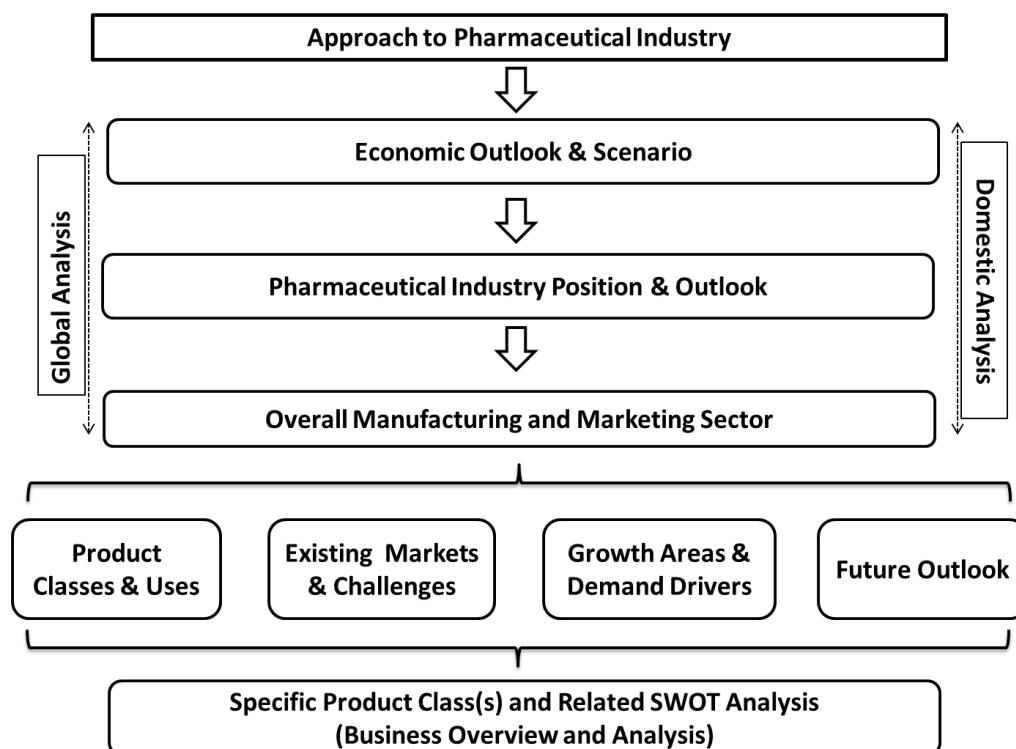 Approach to Pharmaceutical Industry
Economic Outlook & Scenario
Global Analysis
Domestic Analysis
Pharmaceutical Industry Position & Outlook
Overall Manufacturing and Marketing Sector
Product
Classes & Uses
Existing Markets
& Challenges
Growth Areas &
Demand Drivers
Future Outlook
Specific Product Class(s) and Related SWOT Analysis
(Business Overview and Analysis)